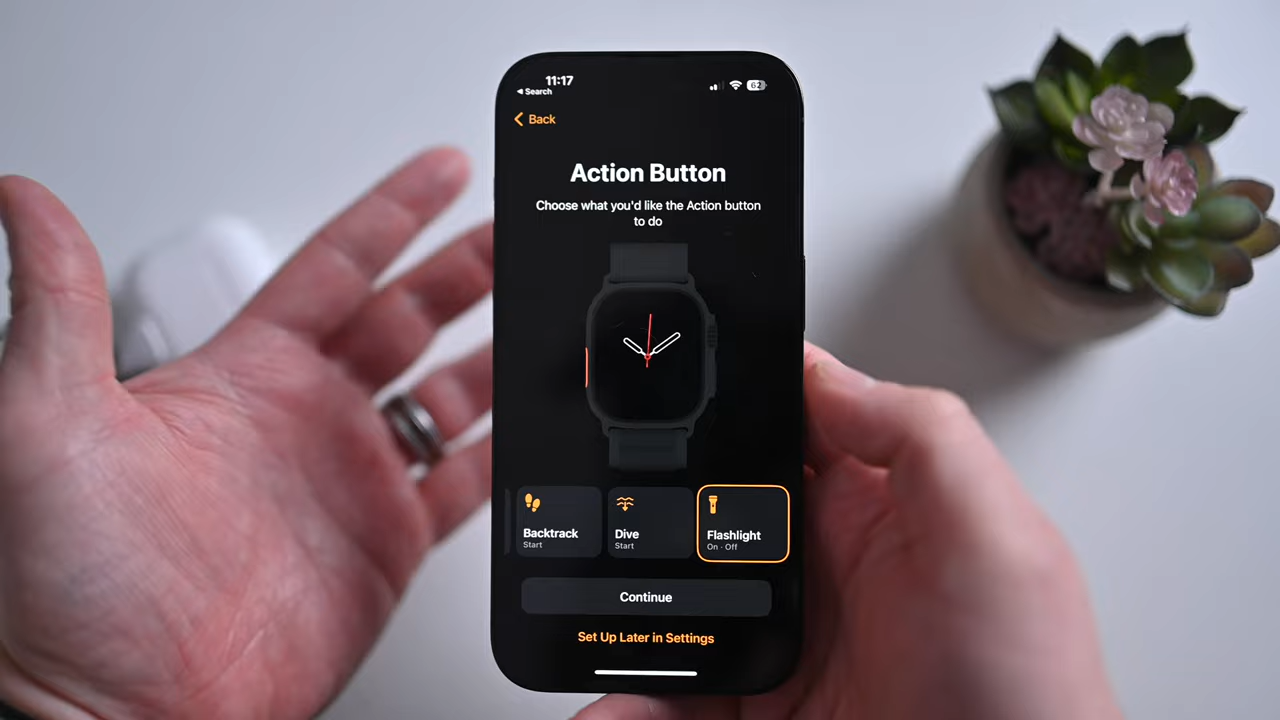 11:17
62
◀ Search
Back
Action Button
Choose what you'd like the Action button
to do
Backtrack
Start
Dive
Start
Flashlight
On · Off
Continue
Set Up Later in Settings